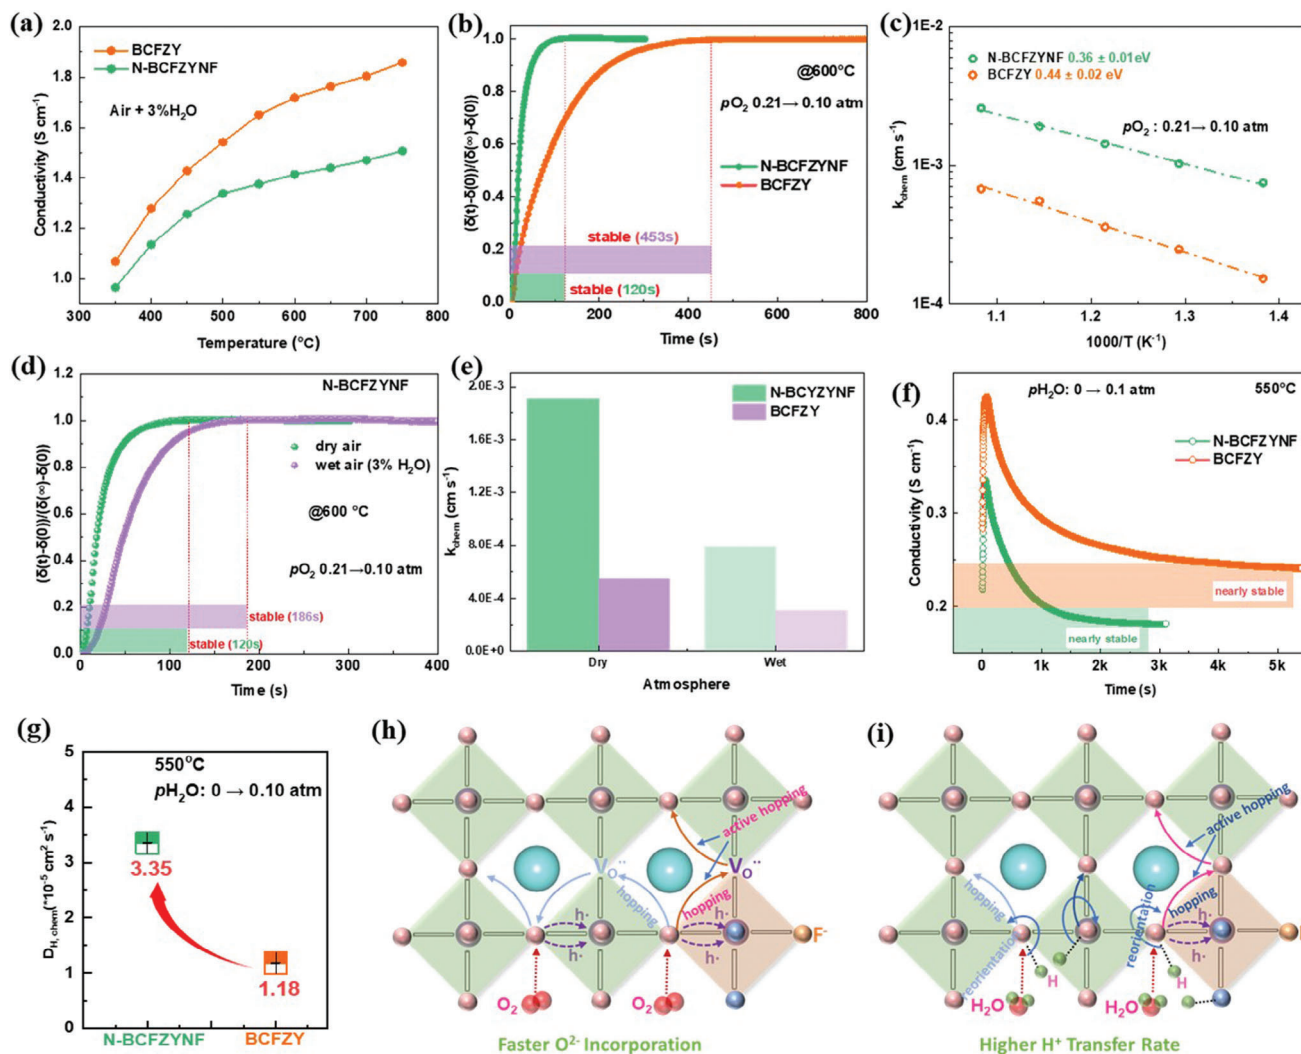 (a)
BCFZY
N-BCFZYNF
Air + 3%H₂O
Conductivity (S cm⁻¹)
2.0
1.8
1.6
1.4
1.2
1.0
300 400 500 600 700 800
Temperature (°C)
(b)
(δ(t)-δ(0))/(δ(∞)-δ(0))
1.0
0.8
0.6
0.4
0.2
0.0
@600°C
pO₂ 0.21→ 0.10 atm
N-BCFZYNF
BCFZY
stable (453s)
stable (120s)
0 200 400 600 800
Time (s)
(c)
k_chem (cm s⁻¹)
1E-2
1E-3
1E-4
N-BCFZYNF 0.36 ± 0.01eV
BCFZY 0.44 ± 0.02 eV
pO₂ : 0.21→ 0.10 atm
1.1 1.2 1.3 1.4
1000/T (K⁻¹)
(d)
(δ(t)-δ(0))/(δ(∞)-δ(0))
1.2
1.0
0.8
0.6
0.4
0.2
0.0
N-BCFZYNF
dry air
wet air (3% H₂O)
@600 °C
pO₂ 0.21→0.10 atm
stable (186s)
stable (120s)
0 100 200 300 400
Time (s)
(e)
k_chem (cm s⁻¹)
2.0E-3
1.6E-3
1.2E-3
8.0E-4
4.0E-4
0.0E+0
N-BCYZYNF
BCFZY
Dry Wet
Atmosphere
(f)
Conductivity (S cm⁻¹)
0.4
0.3
0.2
pH₂O: 0 → 0.1 atm
550°C
N-BCFZYNF
BCFZY
nearly stable
nearly stable
0 1k 2k 3k 4k 5k
Time (s)
(g)
D_H,chem(*10⁻⁵ cm² s⁻¹)
5
4
3
2
1
0
550°C
pH₂O: 0 → 0.10 atm
3.35
1.18
N-BCFZYNF BCFZY
(h)
active hopping
V_O¨
V_O¨
hopping
hopping
h·
h·
h·
h·
F⁻
O₂
O₂
Faster O²⁻ Incorporation
(i)
active hopping
hopping
reorientation
reorientation
hopping
h·
h·
H
H
H₂O
H₂O
Higher H⁺ Transfer Rate